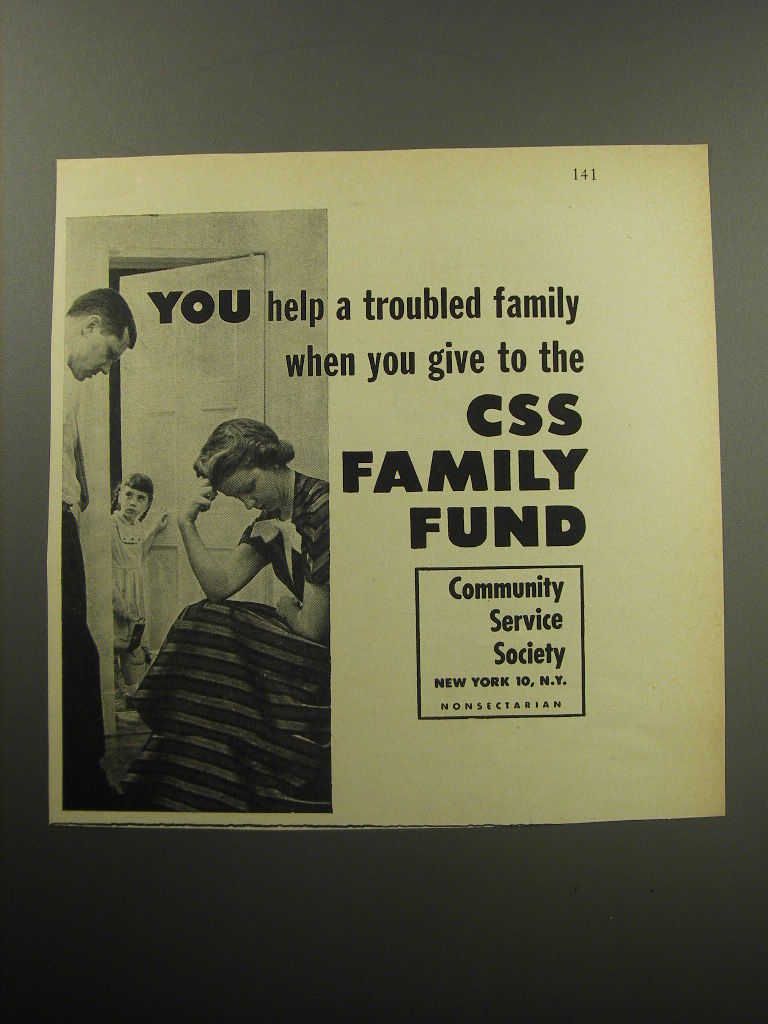 141
YOU help a troubled family
when you give to the
CSS
FAMILY
FUND
Community
Service
Society
NEW YORK 10, N.Y.
NONSECTARIAN